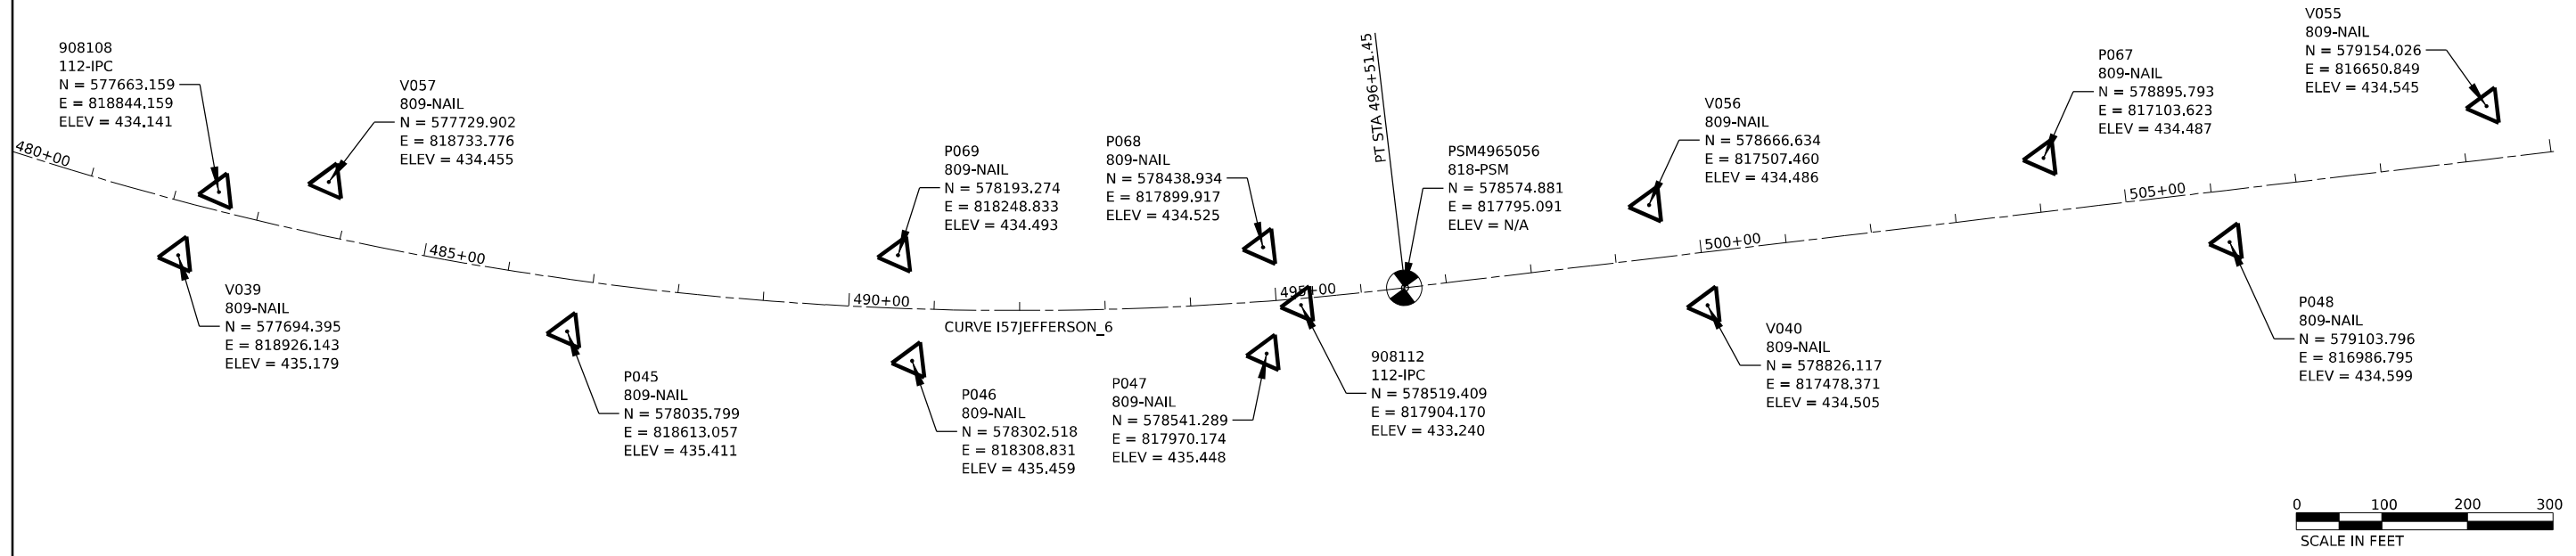 908108
112-IPC
N = 577663.159
E = 818844.159
ELEV = 434.141
V057
809-NAIL
N = 577729.902
E = 818733.776
ELEV = 434.455
P069
809-NAIL
N = 578193.274
E = 818248.833
ELEV = 434.493
P068
809-NAIL
N = 578438.934
E = 817899.917
ELEV = 434.525
PT STA 496+51.45
PSM4965056
818-PSM
N = 578574.881
E = 817795.091
ELEV = N/A
V056
809-NAIL
N = 578666.634
E = 817507.460
ELEV = 434.486
P067
809-NAIL
N = 578895.793
E = 817103.623
ELEV = 434.487
V055
809-NAIL
N = 579154.026
E = 816650.849
ELEV = 434.545
480+00
485+00
490+00
495+00
500+00
505+00
CURVE I57JEFFERSON_6
V039
809-NAIL
N = 577694.395
E = 818926.143
ELEV = 435.179
P045
809-NAIL
N = 578035.799
E = 818613.057
ELEV = 435.411
P046
809-NAIL
N = 578302.518
E = 818308.831
ELEV = 435.459
P047
809-NAIL
N = 578541.289
E = 817970.174
ELEV = 435.448
908112
112-IPC
N = 578519.409
E = 817904.170
ELEV = 433.240
V040
809-NAIL
N = 578826.117
E = 817478.371
ELEV = 434.505
P048
809-NAIL
N = 579103.796
E = 816986.795
ELEV = 434.599
0 100 200 300
SCALE IN FEET